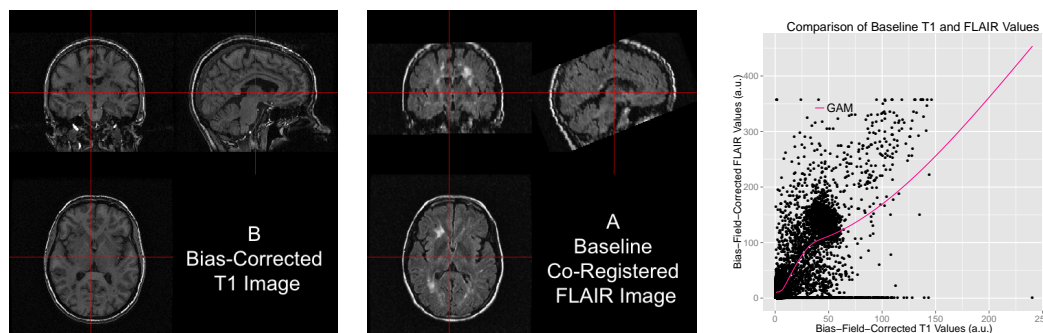 B
Bias-Corrected
T1 Image
A
Baseline
Co-Registered
FLAIR Image
Comparison of Baseline T1 and FLAIR Values
Bias−Field−Corrected FLAIR Values (a.u.)
400
300
200
100
0
GAM
0 50 100 150 200 250
Bias−Field−Corrected T1 Values (a.u.)